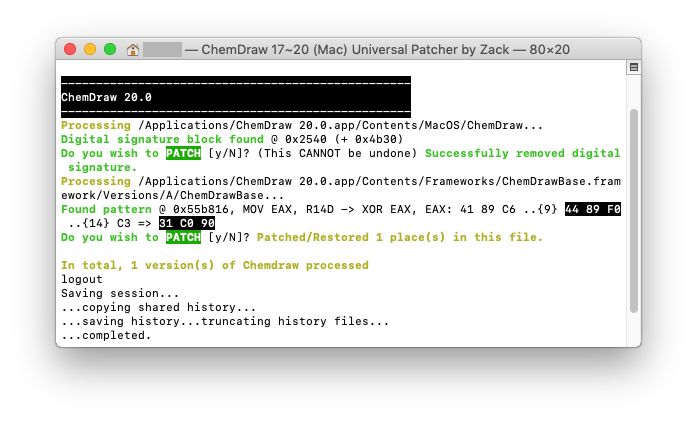 — ChemDraw 17~20 (Mac) Universal Patcher by Zack — 80×20
ChemDraw 20.0
Processing /Applications/ChemDraw 20.0.app/Contents/MacOS/ChemDraw...
Digital signature block found @ 0x2540 (+ 0x4b30)
Do you wish to PATCH [y/N]? (This CANNOT be undone) Successfully removed digital
signature.
Processing /Applications/ChemDraw 20.0.app/Contents/Frameworks/ChemDrawBase.fram
ework/Versions/A/ChemDrawBase...
Found pattern @ 0x55b816, MOV EAX, R14D —> XOR EAX, EAX: 41 89 C6 ..{9} 44 89 F0
..{14} C3 => 31 C0 90
Do you wish to PATCH [y/N]? Patched/Restored 1 place(s) in this file.
In total, 1 version(s) of Chemdraw processed
logout
Saving session...
...copying shared history...
...saving history...truncating history files...
...completed.